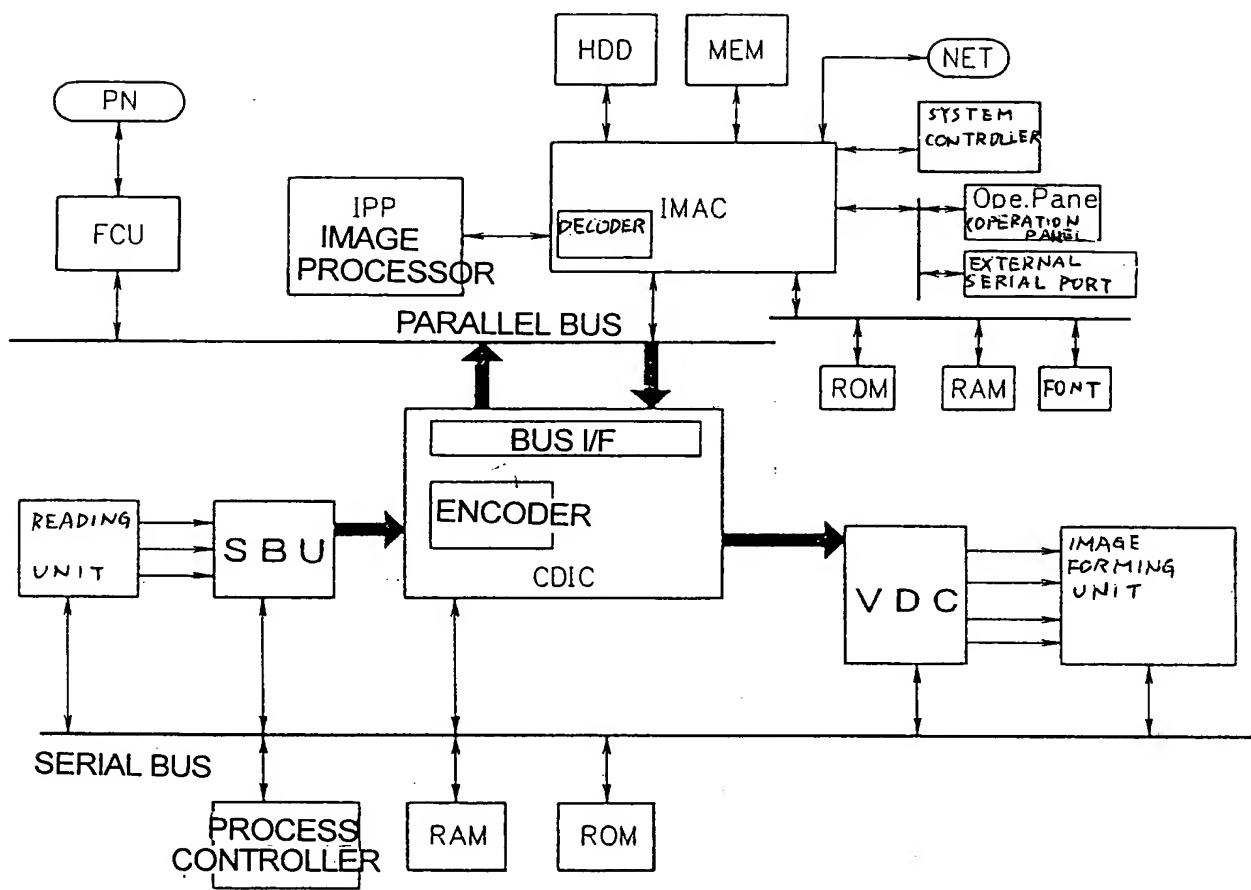 HDD
MEM
NET
PN
SYSTEM
CONTROLLER
IPP
IMAGE
PROCESSOR
IMAC
DECODER
Ope.Pane
(OPERATION
PANEL
FCU
EXTERNAL
SERIAL PORT
PARALLEL BUS
ROM
RAM
FONT
BUS I/F
ENCODER
CDIC
READING
UNIT
SBU
VDC
IMAGE
FORMING
UNIT
SERIAL BUS
PROCESS
CONTROLLER
RAM
ROM